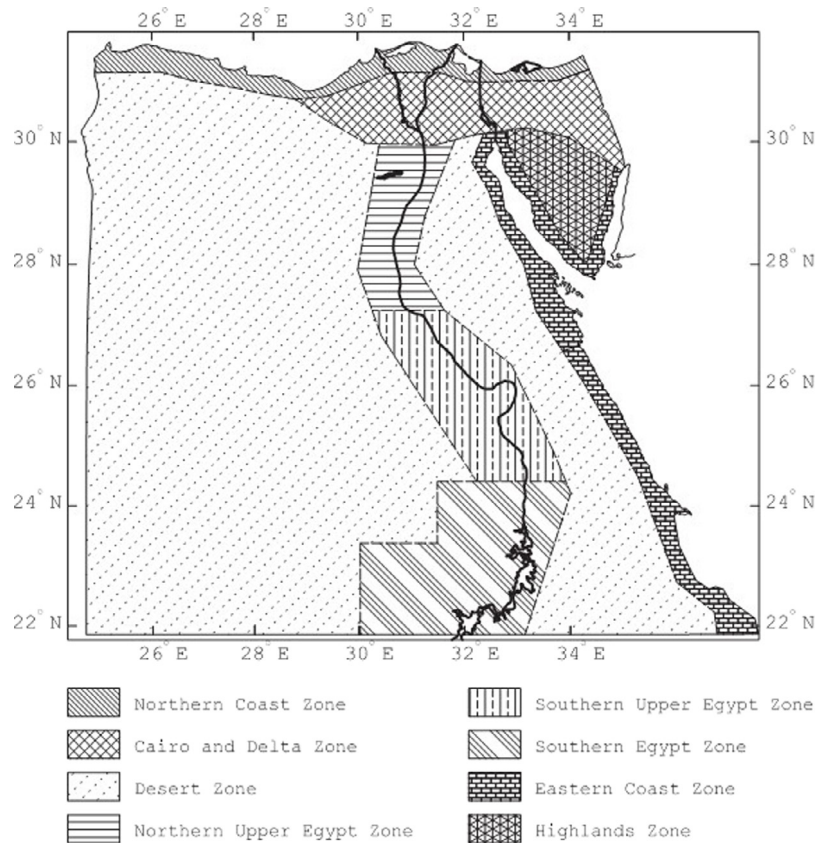 26° E 28° E 30° E 32° E 34° E
30° N 30° N
28° N 28° N
26° N 26° N
24° N 24° N
22° N 22° N
26° E 28° E 30° E 32° E 34° E
Northern Coast Zone
Cairo and Delta Zone
Desert Zone
Northern Upper Egypt Zone
Southern Upper Egypt Zone
Southern Egypt Zone
Eastern Coast Zone
Highlands Zone